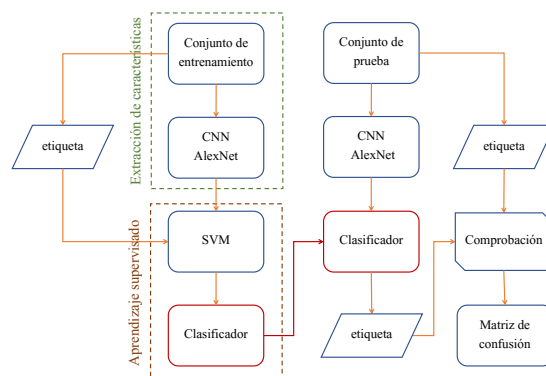 Extracción de características
Conjunto de
entrenamiento
Conjunto de
prueba
etiqueta
CNN
AlexNet
CNN
AlexNet
etiqueta
Aprendizaje supervisado
SVM
Clasificador
Comprobación
Clasificador
etiqueta
Matriz de
confusión